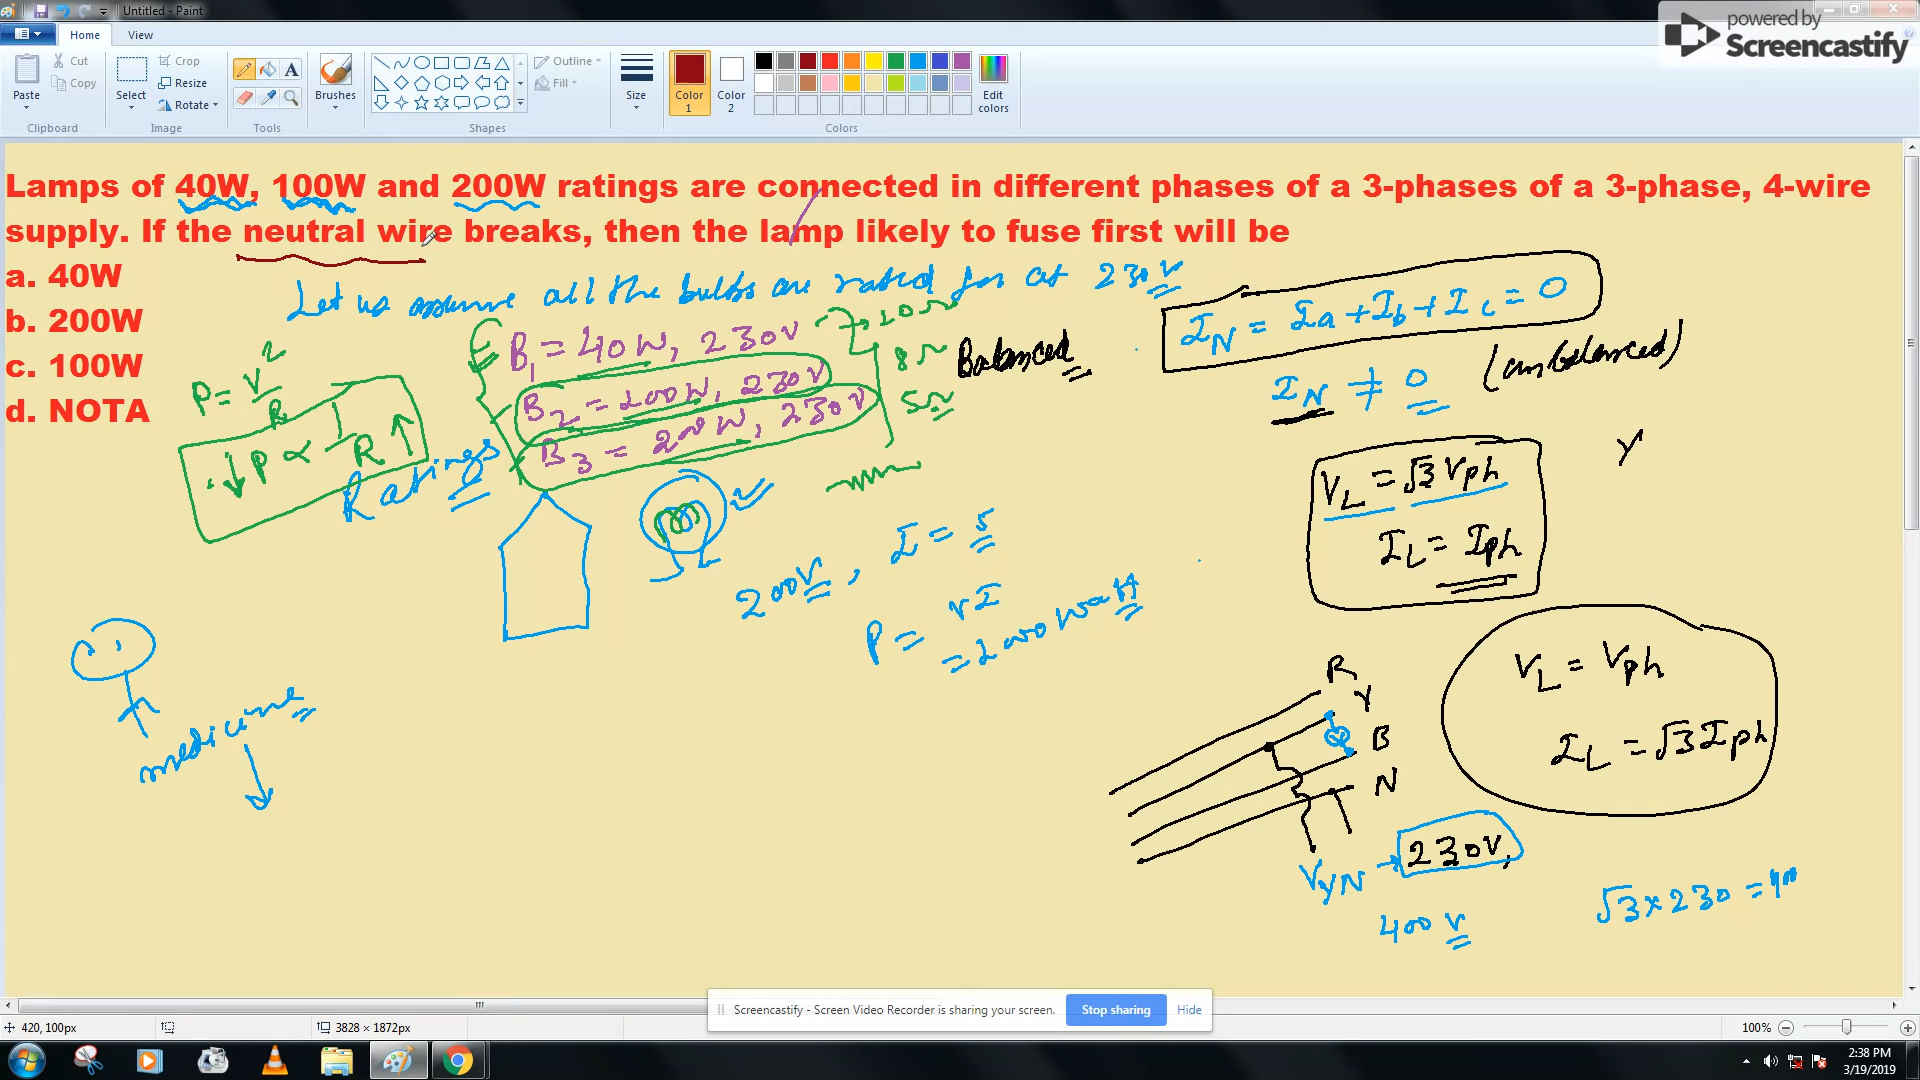 Untitled - Paint
powered by
Screencastify
Home
View
Paste
Cut
Copy
Clipboard
Select
Crop
Resize
Rotate
Image
A
Tools
Brushes
Outline
Fill
Shapes
Size
Color 1
Color 2
Edit colors
Colors
Lamps of 40W, 100W and 200W ratings are connected in different phases of a 3-phases of a 3-phase, 4-wire
supply. If the neutral wire breaks, then the lamp likely to fuse first will be
a. 40W
b. 200W
c. 100W
d. NOTA
Let us assume all the bulbs are rated for at 230V
B1 = 40W, 230V
B2 = 100W, 230V
B3 = 200W, 230V
10Ω
8Ω
5Ω
Balanced
P = V²/R
↓ P ∝ 1/R ↑
Ratings
IN = Ia + Ib + Ic = 0
IN ≠ 0
(unbalanced)
Y
VL = √3 Vph
IL = Iph
200V, I = 5
P = VI
= 1000 watt
medicine
VL = Vph
IL = √3 Iph
R
Y
B
N
VYN → 230V,
400V
√3 × 230 = 400
Screencastify - Screen Video Recorder is sharing your screen.
Stop sharing
Hide
420, 100px
3828 × 1872px
100%
2:38 PM
3/19/2019